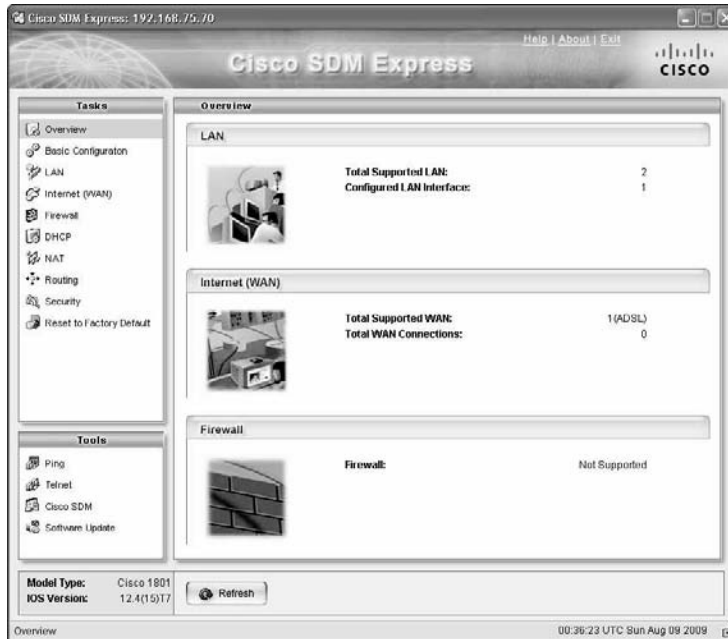 Cisco SDM Express: 192.168.75.70
Help | About | Exit
Cisco SDM Express
CISCO
Tasks
Overview
Basic Configuraton
LAN
Internet (WAN)
Firewall
DHCP
NAT
Routing
Security
Reset to Factory Default
Tools
Ping
Telnet
Cisco SDM
Software Update
Model Type: Cisco 1801
IOS Version: 12.4(15)T7
Overview
LAN
Total Supported LAN: 2
Configured LAN Interface: 1
Internet (WAN)
Total Supported WAN: 1(ADSL)
Total WAN Connections: 0
Firewall
Firewall: Not Supported
Refresh
Overview
00:36:23 UTC Sun Aug 09 2009